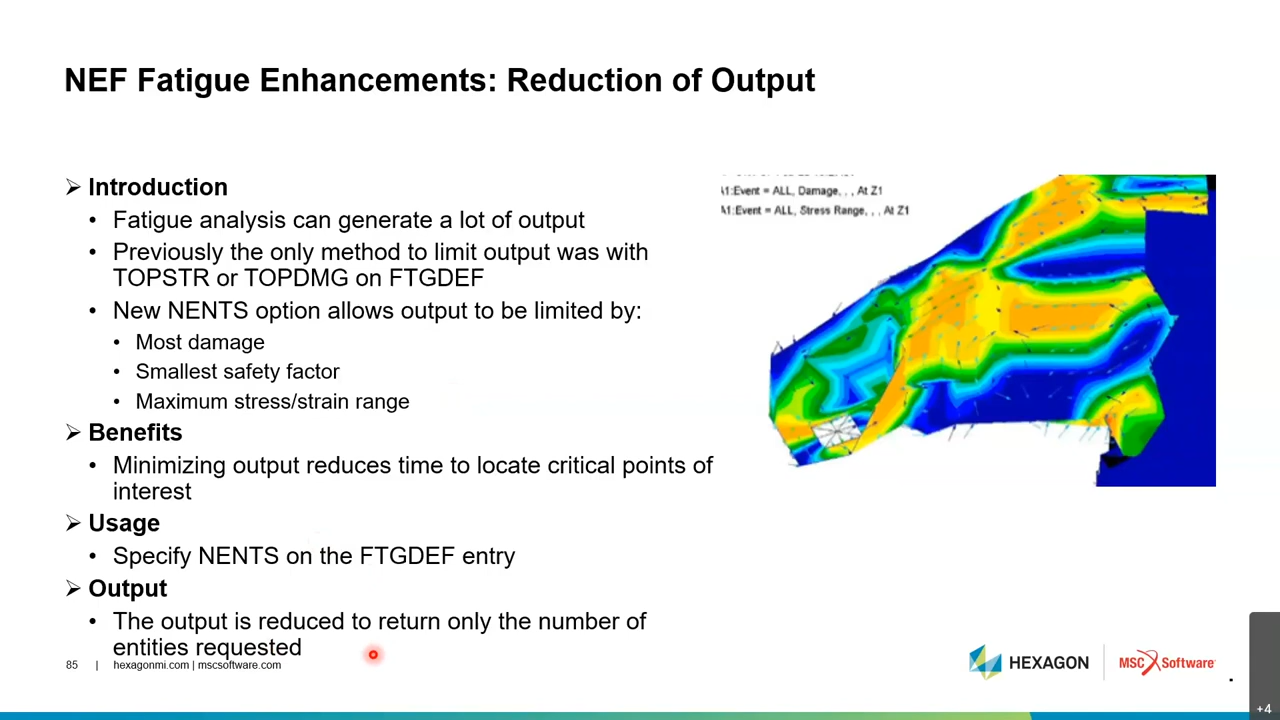 NEF Fatigue Enhancements: Reduction of Output
➢ Introduction
• Fatigue analysis can generate a lot of output
• Previously the only method to limit output was with
TOPSTR or TOPDMG on FTGDEF
• New NENTS option allows output to be limited by:
• Most damage
• Smallest safety factor
• Maximum stress/strain range
➢ Benefits
• Minimizing output reduces time to locate critical points of
interest
➢ Usage
• Specify NENTS on the FTGDEF entry
➢ Output
• The output is reduced to return only the number of
entities requested
A1:Event = ALL, Damage, , , At Z1
A1:Event = ALL, Stress Range, , , At Z1
85 | hexagonmi.com | mscsoftware.com
HEXAGON
MSC Software
+4